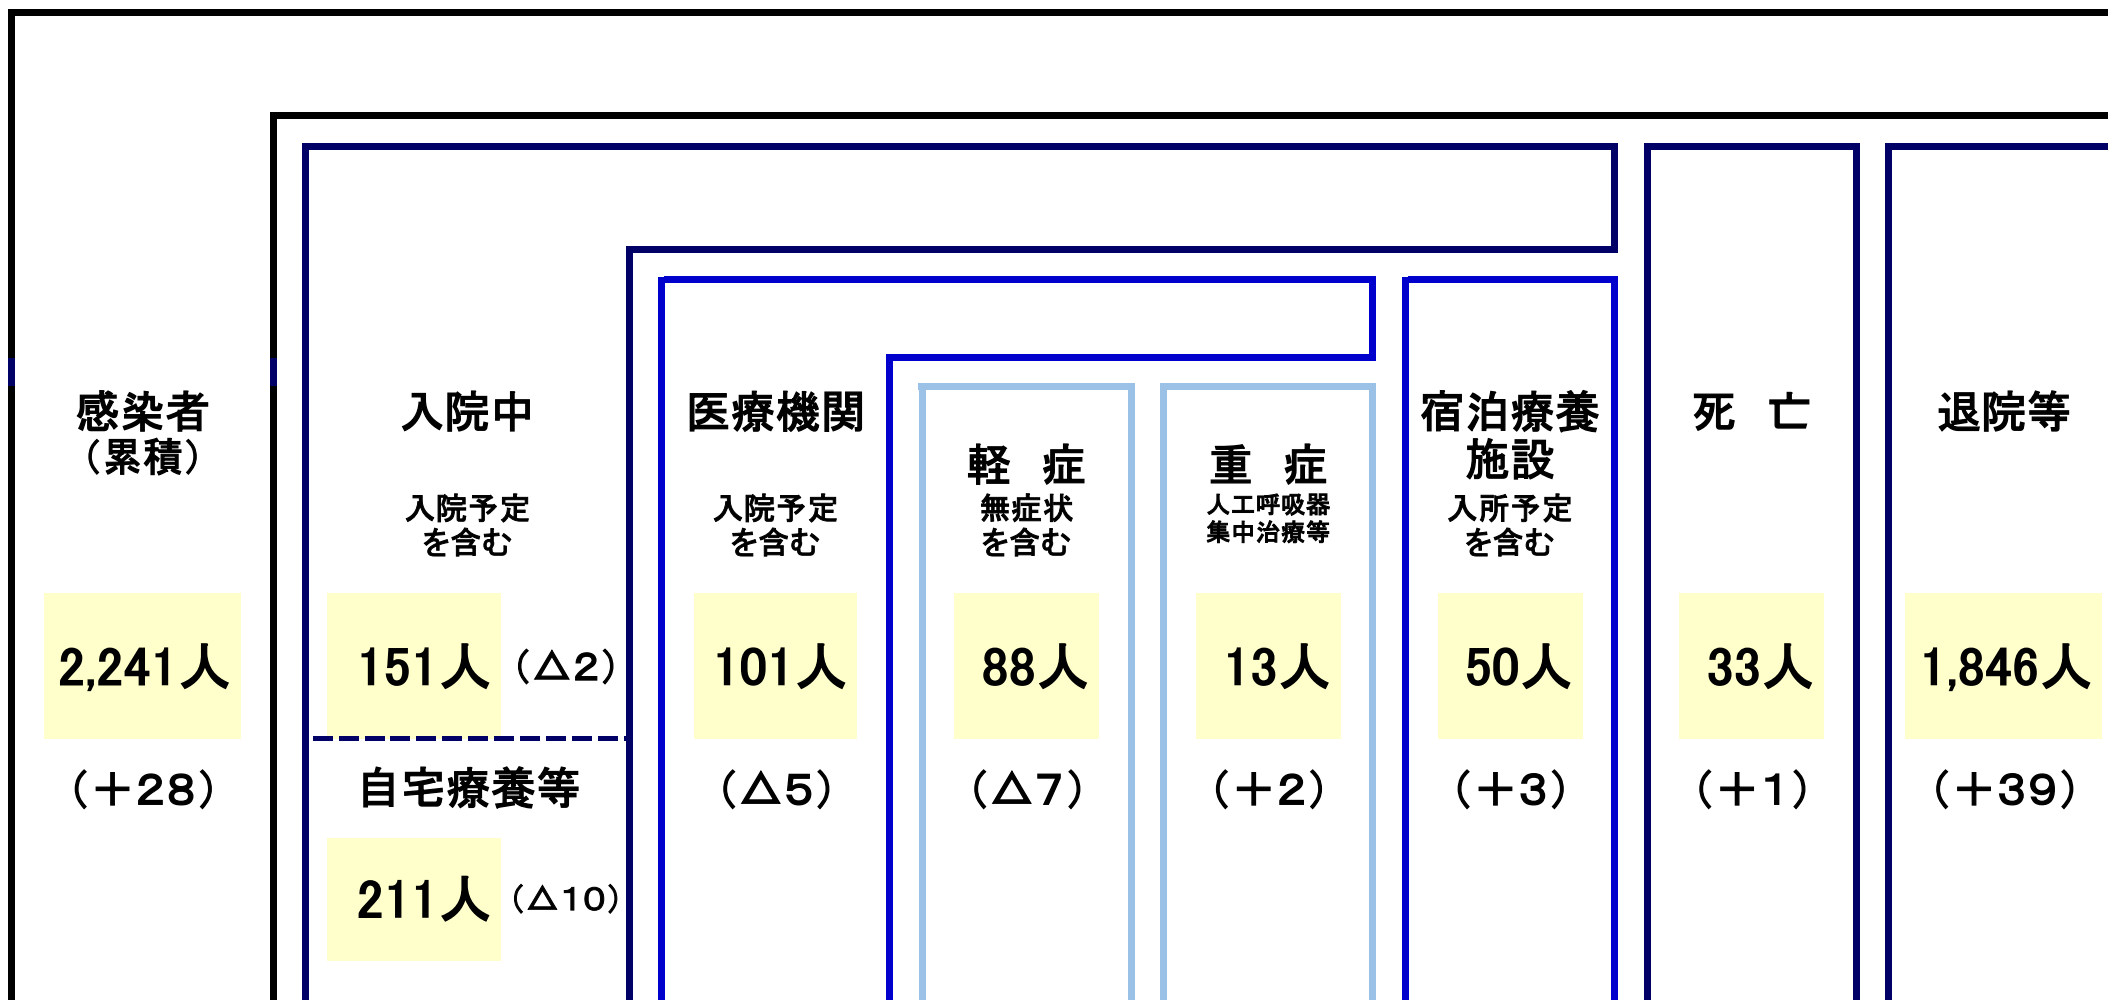 感染者
（累積）
2,241人
（＋28）
入院中
入院予定
を含む
151人（△2）
自宅療養等
211人（△10）
医療機関
入院予定
を含む
101人
（△5）
軽 症
無症状
を含む
88人
（△7）
重 症
人工呼吸器
集中治療等
13人
（＋2）
宿泊療養
施設
入所予定
を含む
50人
（＋3）
死 亡
33人
（＋1）
退院等
1,846人
（＋39）